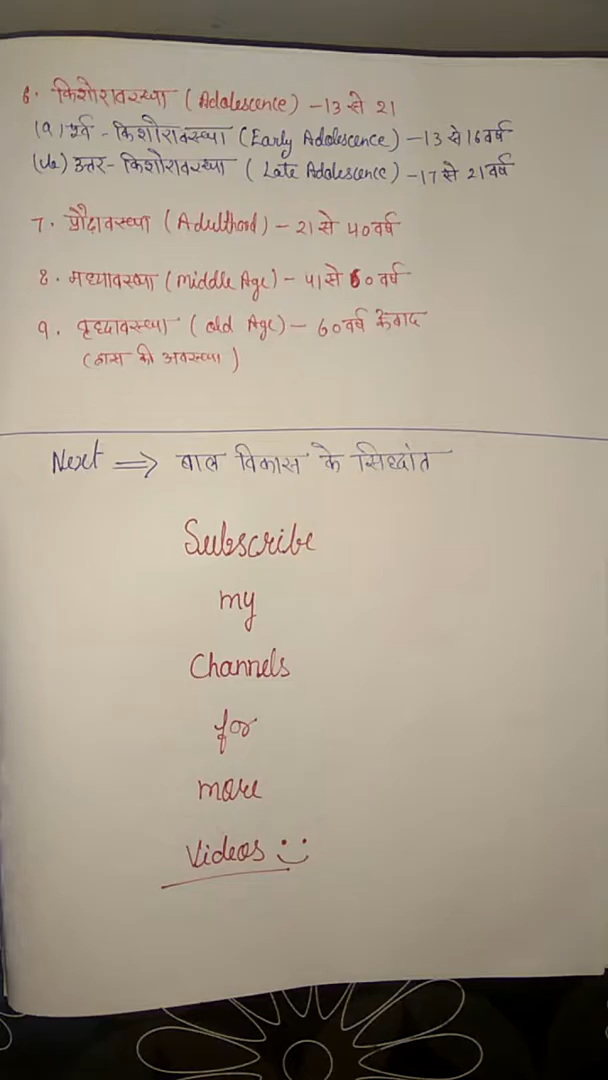 6. किशोरावस्था (Adolescence) - 13 से 21
(a) पूर्व - किशोरावस्था (Early Adolescence) - 13 से 16 वर्ष
(b) उत्तर - किशोरावस्था (Late Adolescence) - 17 से 21 वर्ष
7. प्रौढ़ावस्था (Adulthood) - 21 से 40 वर्ष
8. मध्यावस्था (Middle Age) - 41 से 60 वर्ष
9. वृध्दावस्था (old Age) - 60 वर्ष के बाद
(ह्रास की अवस्था)
Next ⇒ बाल विकास के सिध्दांत
Subscribe
my
Channels
for
more
Videos